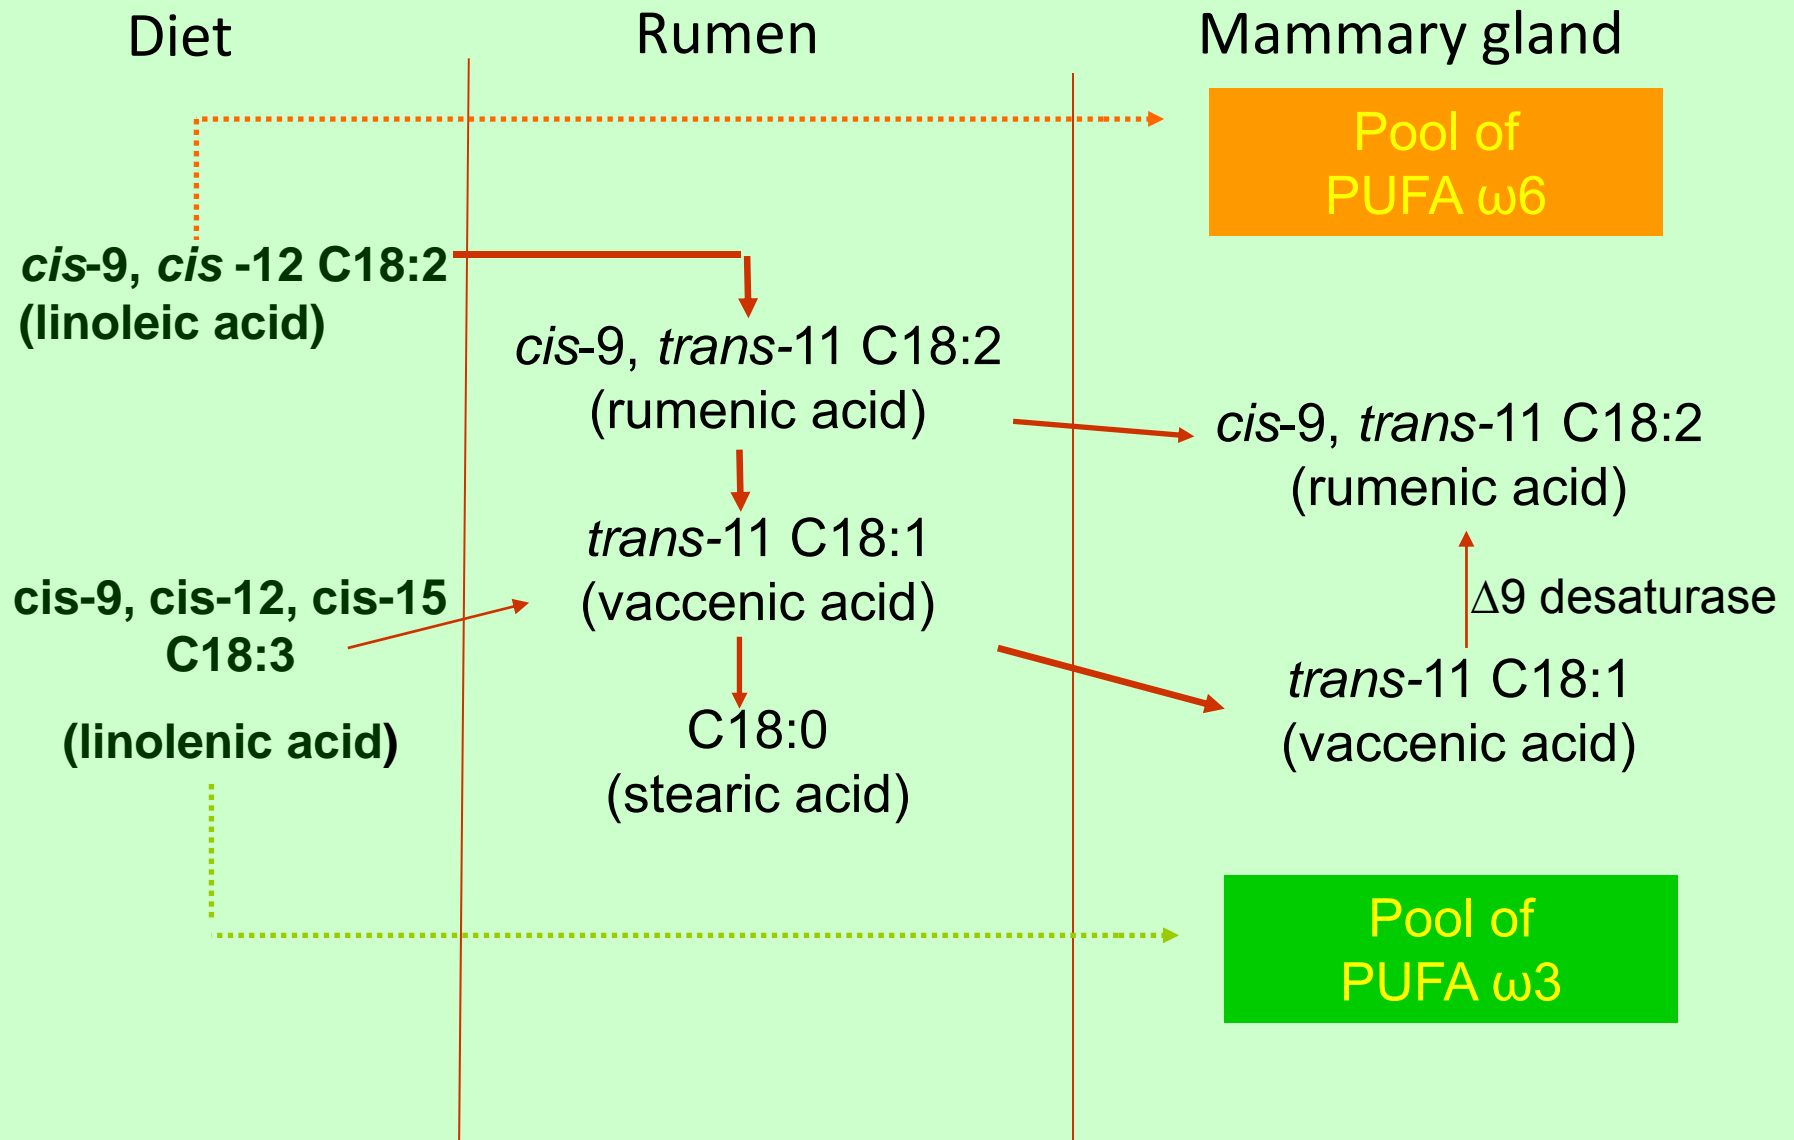 Diet
Rumen
Mammary gland
Pool of
PUFA ω6
cis-9, cis -12 C18:2
(linoleic acid)
cis-9, trans-11 C18:2
(rumenic acid)
cis-9, trans-11 C18:2
(rumenic acid)
trans-11 C18:1
(vaccenic acid)
cis-9, cis-12, cis-15
C18:3
(linolenic acid)
Δ9 desaturase
trans-11 C18:1
(vaccenic acid)
C18:0
(stearic acid)
Pool of
PUFA ω3